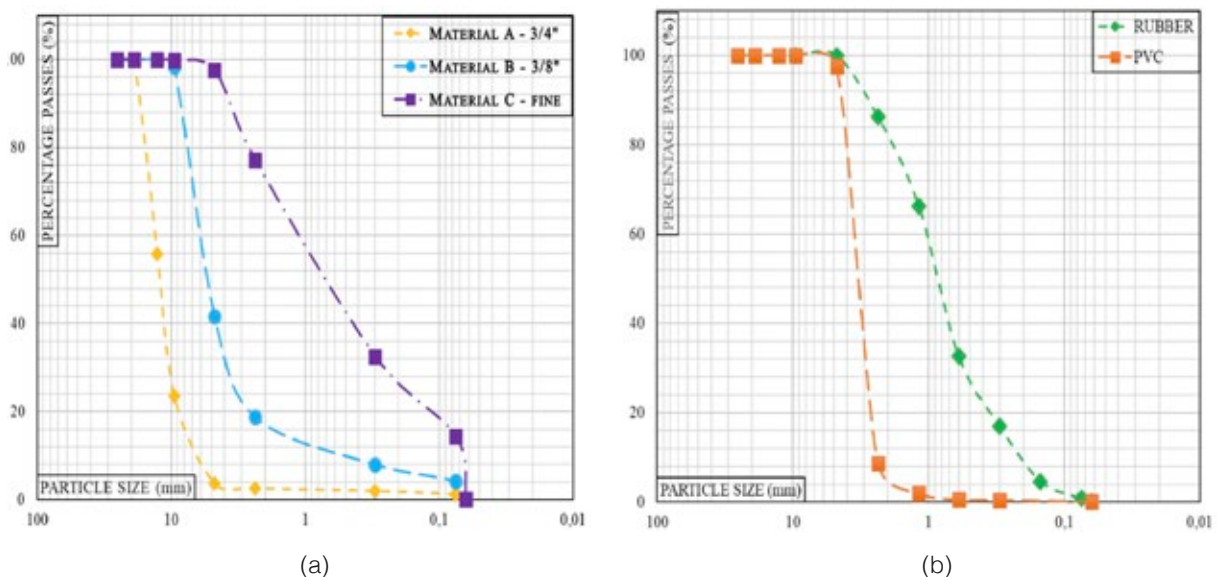 PERCENTAGE PASSES (%)
MATERIAL A - 3/4"
MATERIAL B - 3/8"
MATERIAL C - FINE
100
80
60
40
20
0
PARTICLE SIZE (mm)
100
10
1
0,1
0,01
(a)
PERCENTAGE PASSES (%)
RUBBER
PVC
100
80
60
40
20
0
PARTICLE SIZE (mm)
100
10
1
0,1
0,01
(b)